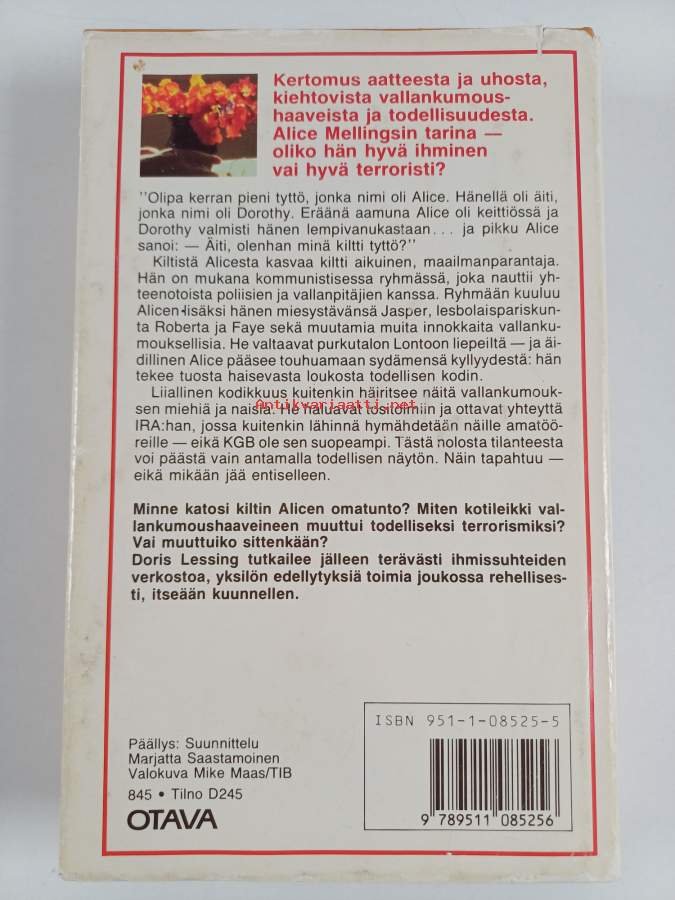 Kertomus aatteesta ja uhosta,
kiehtovista vallankumous-
haaveista ja todellisuudesta.
Alice Mellingsin tarina —
oliko hän hyvä ihminen
vai hyvä terroristi?
''Olipa kerran pieni tyttö, jonka nimi oli Alice. Hänellä oli äiti,
jonka nimi oli Dorothy. Eräänä aamuna Alice oli keittiössä ja
Dorothy valmisti hänen lempivanukastaan... ja pikku Alice
sanoi: — Äiti, olenhan minä kiltti tyttö?''
Kiltistä Alicesta kasvaa kiltti aikuinen, maailmanparantaja.
Hän on mukana kommunistisessa ryhmässä, joka nauttii yh-
teenotoista poliisien ja vallanpitäjien kanssa. Ryhmään kuuluu
Alicen lisäksi hänen miesystävänsä Jasper, lesbolaispariskun-
ta Roberta ja Faye sekä muutamia muita innokkaita vallanku-
mouksellisia. He valtaavat purkutalon Lontoon liepeiltä — ja äi-
dillinen Alice pääsee touhuamaan sydämensä kyllyydestä: hän
tekee tuosta haisevasta loukosta todellisen kodin.
Liiallinen kodikkuus kuitenkin häiritsee näitä vallankumouk-
sen miehiä ja naisia. He haluavat tositoimiin ja ottavat yhteyttä
Antikvariaatti.net
IRA:han, jossa kuitenkin lähinnä hymähdetään näille amatöö-
reille — eikä KGB ole sen suopeampi. Tästä nolosta tilanteesta
voi päästä vain antamalla todellisen näytön. Näin tapahtuu —
eikä mikään jää entiselleen.
Minne katosi kiltin Alicen omatunto? Miten kotileikki val-
lankumoushaaveineen muuttui todelliseksi terrorismiksi?
Vai muuttuiko sittenkään?
Doris Lessing tutkailee jälleen terävästi ihmissuhteiden
verkostoa, yksilön edellytyksiä toimia joukossa rehellises-
ti, itseään kuunnellen.
Päällys: Suunnittelu
Marjatta Saastamoinen
Valokuva Mike Maas/TIB
845 • Tilno D245
OTAVA
ISBN 951-1-08525-5
9 789511 085256